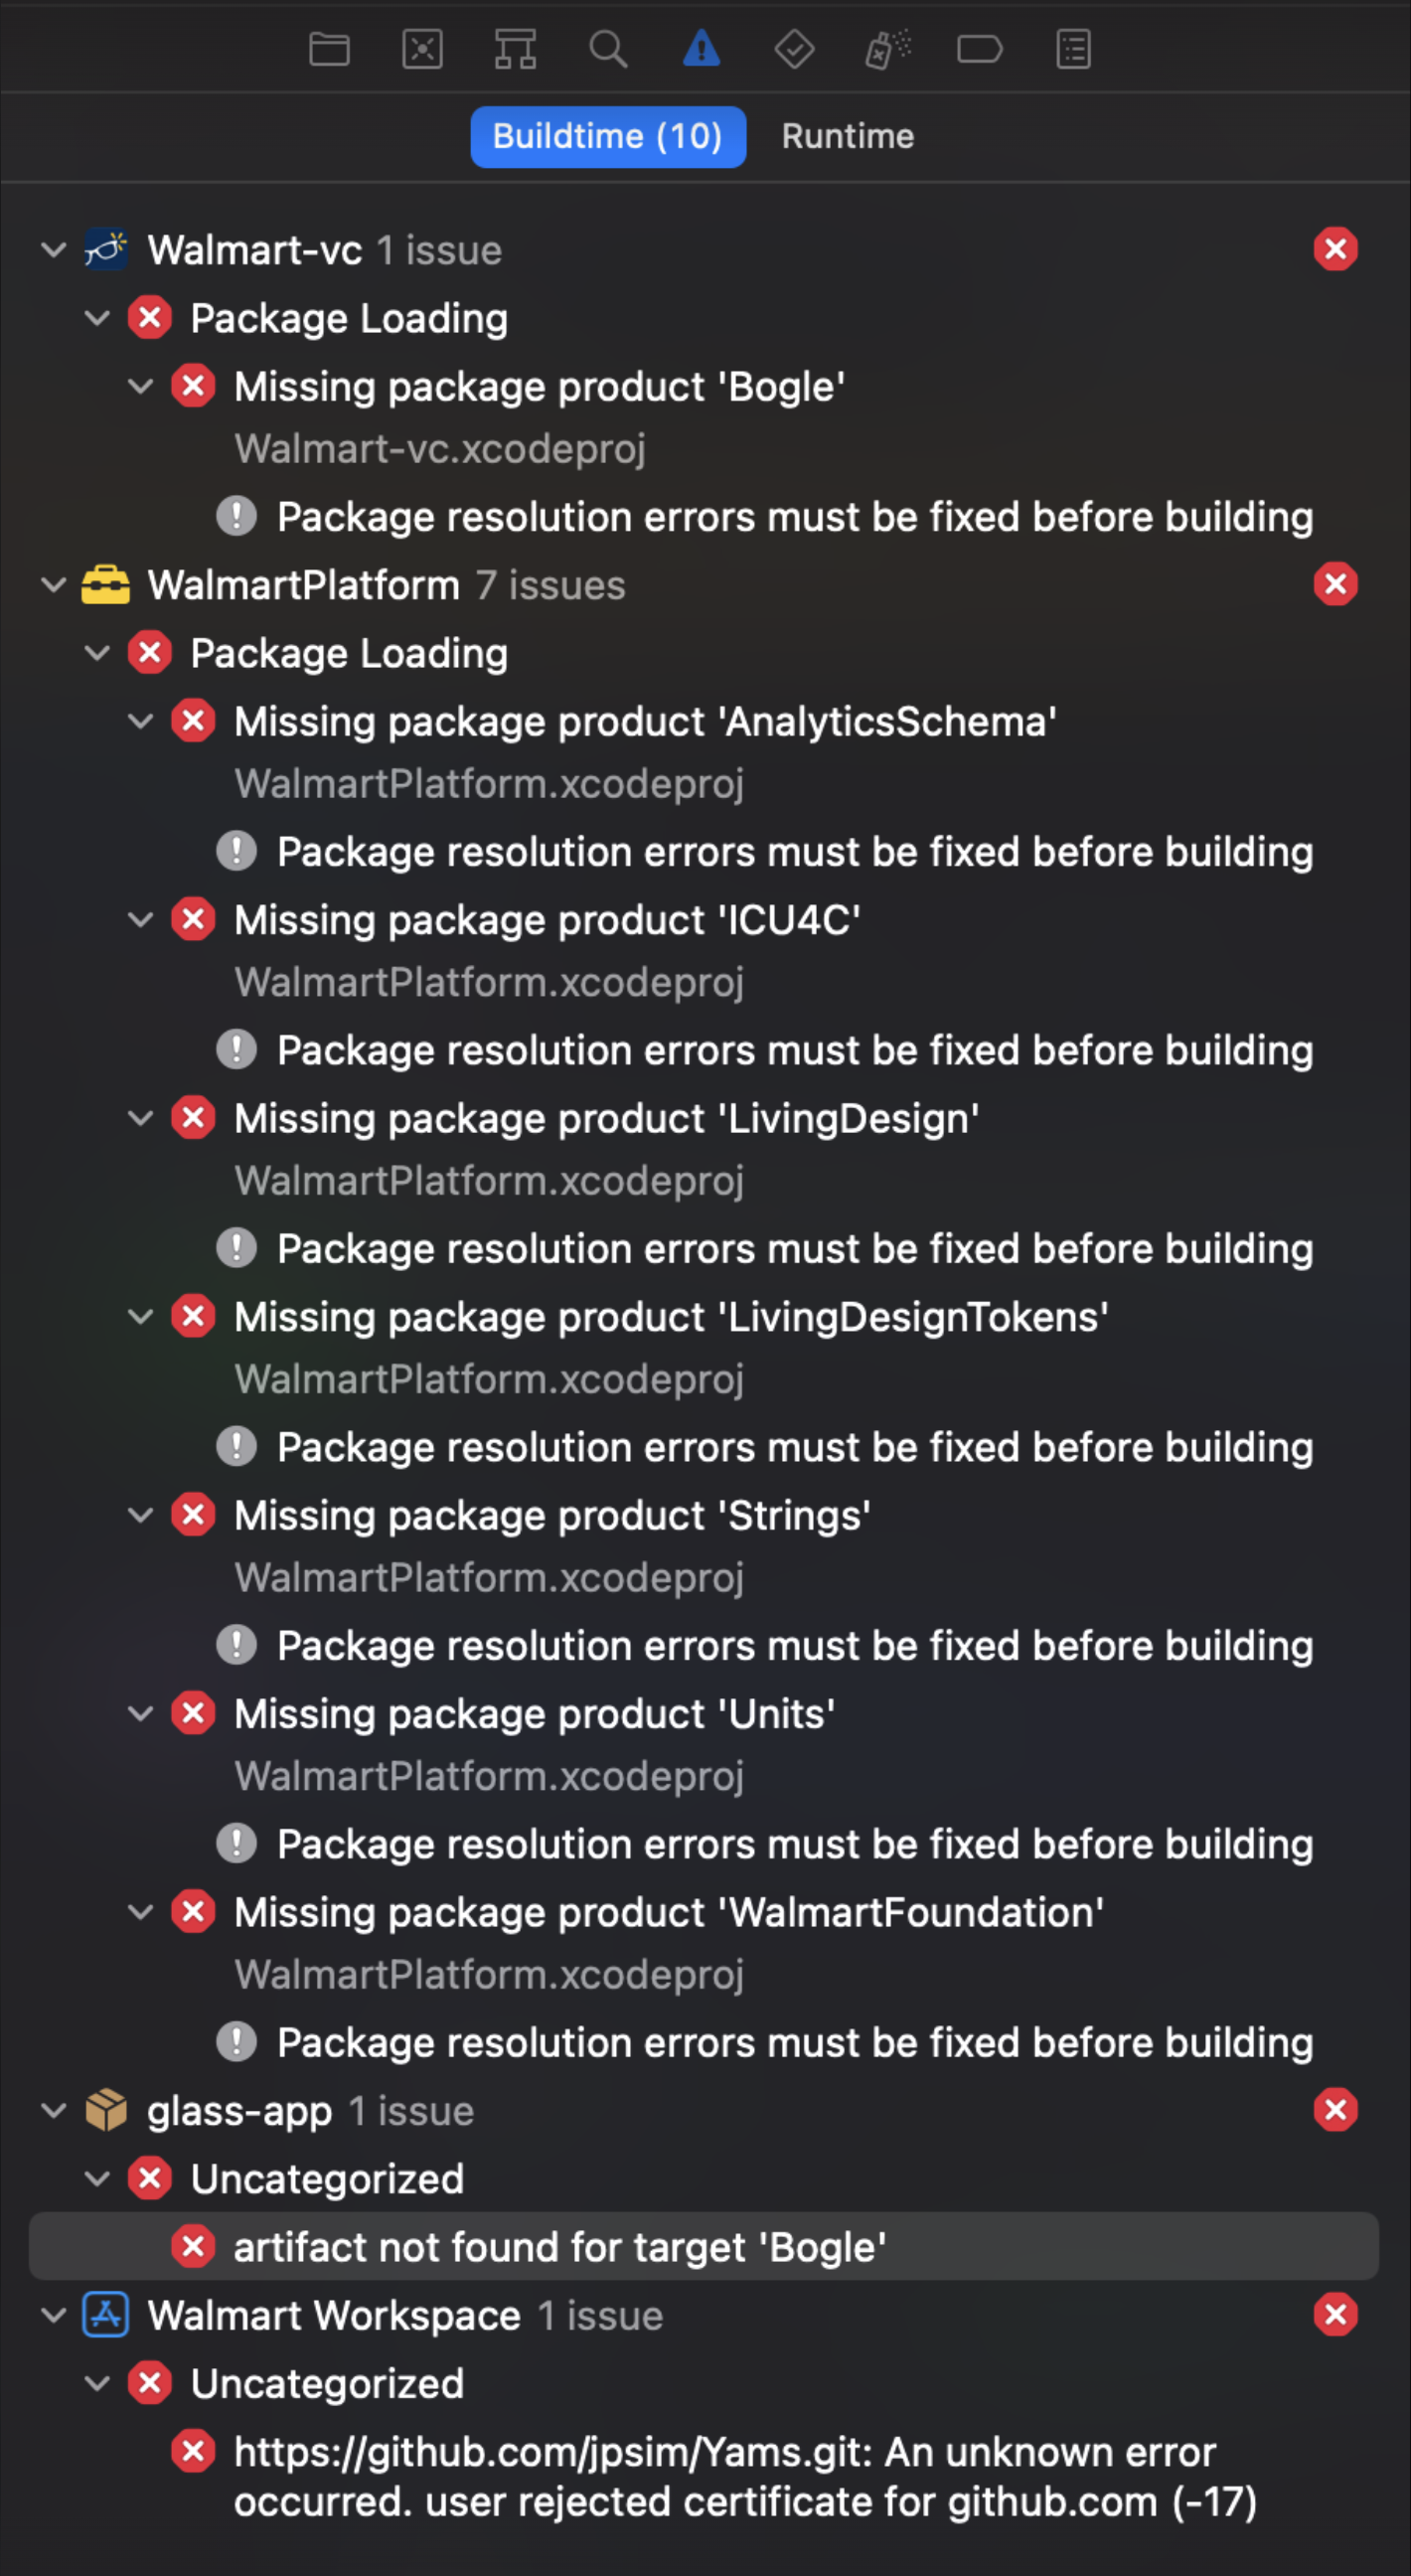 Buildtime (10) Runtime
Walmart-vc 1 issue
Package Loading
Missing package product 'Bogle'
Walmart-vc.xcodeproj
Package resolution errors must be fixed before building
WalmartPlatform 7 issues
Package Loading
Missing package product 'AnalyticsSchema'
WalmartPlatform.xcodeproj
Package resolution errors must be fixed before building
Missing package product 'ICU4C'
WalmartPlatform.xcodeproj
Package resolution errors must be fixed before building
Missing package product 'LivingDesign'
WalmartPlatform.xcodeproj
Package resolution errors must be fixed before building
Missing package product 'LivingDesignTokens'
WalmartPlatform.xcodeproj
Package resolution errors must be fixed before building
Missing package product 'Strings'
WalmartPlatform.xcodeproj
Package resolution errors must be fixed before building
Missing package product 'Units'
WalmartPlatform.xcodeproj
Package resolution errors must be fixed before building
Missing package product 'WalmartFoundation'
WalmartPlatform.xcodeproj
Package resolution errors must be fixed before building
glass-app 1 issue
Uncategorized
artifact not found for target 'Bogle'
Walmart Workspace 1 issue
Uncategorized
https://github.com/jpsim/Yams.git: An unknown error
occurred. user rejected certificate for github.com (-17)